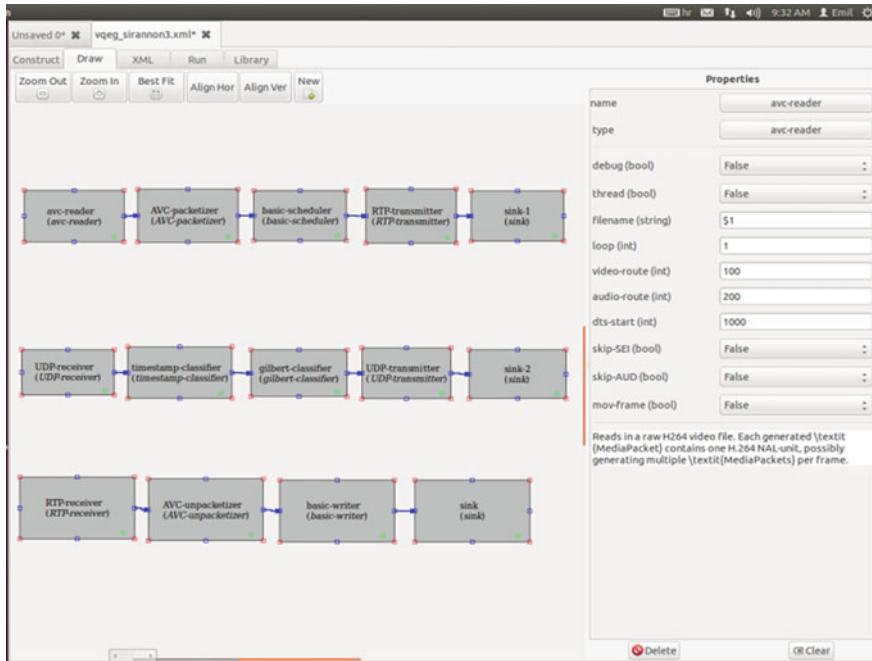 hr 9:32 AM Emil
Unsaved 0* vqeg_sirannon3.xml*
Construct Draw XML Run Library
Zoom Out Zoom In Best Fit Align Hor Align Ver New
Properties
name avc-reader
type avc-reader
debug (bool) False
thread (bool) False
filename (string) $1
loop (int) 1
video-route (int) 100
audio-route (int) 200
dts-start (int) 1000
skip-SEI (bool) False
skip-AUD (bool) False
mov-frame (bool) False
Reads in a raw H264 video file. Each generated \textit
{MediaPacket} contains one H.264 NAL-unit, possibly
generating multiple \textit{MediaPackets} per frame.
avc-reader AVC-packetizer basic-scheduler RTP-transmitter sink-1
(avc-reader) (AVC-packetizer) (basic-scheduler) (RTP-transmitter) (sink)
UDP-receiver timestamp-classifier gilbert-classifier UDP-transmitter sink-2
(UDP-receiver) (timestamp-classifier) (gilbert-classifier) (UDP-transmitter) (sink)
RTP-receiver AVC-unpacketizer basic-writer sink
(RTP-receiver) (AVC-unpacketizer) (basic-writer) (sink)
Delete Clear